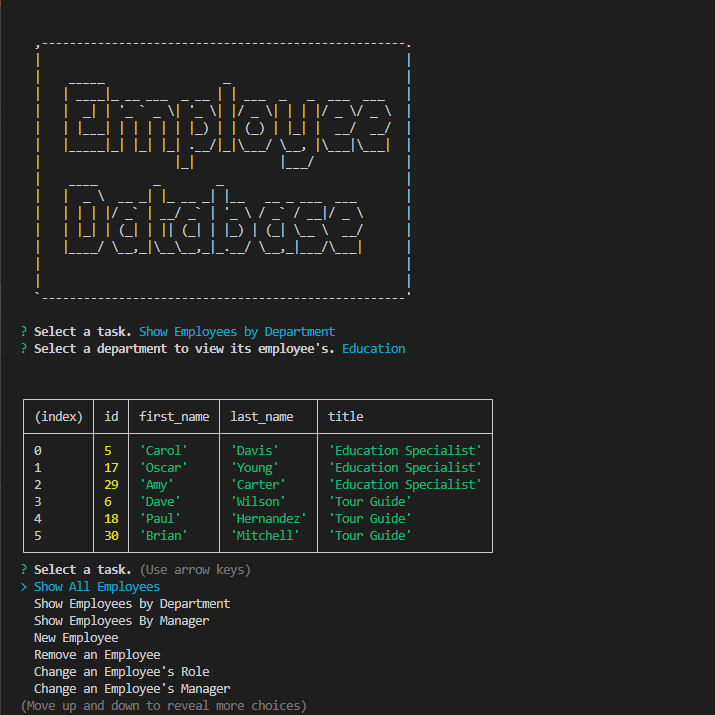 Employee
Database
? Select a task. Show Employees by Department
? Select a department to view its employee's. Education
(index) id first_name last_name title
0 5 'Carol' 'Davis' 'Education Specialist'
1 17 'Oscar' 'Young' 'Education Specialist'
2 29 'Amy' 'Carter' 'Education Specialist'
3 6 'Dave' 'Wilson' 'Tour Guide'
4 18 'Paul' 'Hernandez' 'Tour Guide'
5 30 'Brian' 'Mitchell' 'Tour Guide'
? Select a task. (Use arrow keys)
> Show All Employees
Show Employees by Department
Show Employees By Manager
New Employee
Remove an Employee
Change an Employee's Role
Change an Employee's Manager
(Move up and down to reveal more choices)